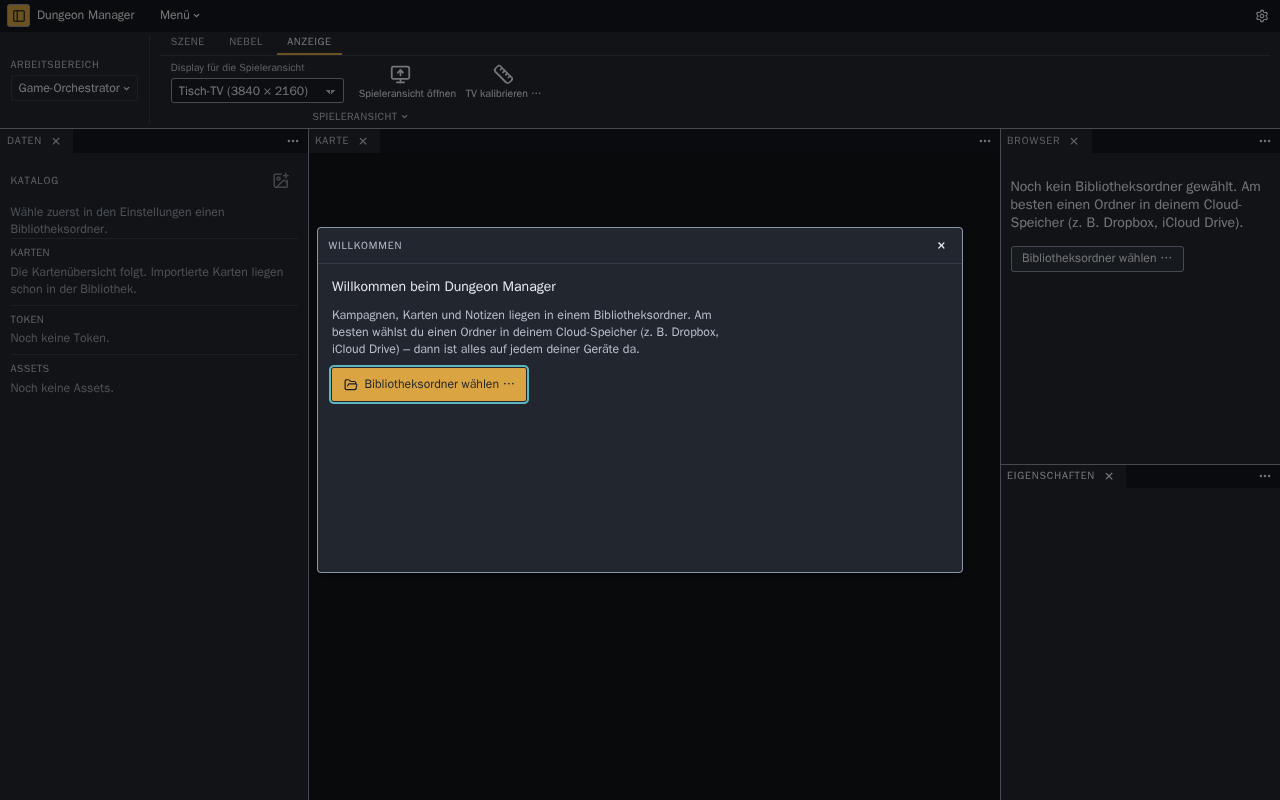 Dungeon Manager
Menü
SZENE
NEBEL
ANZEIGE
ARBEITSBEREICH
Game-Orchestrator
Display für die Spieleransicht
Tisch-TV (3840 × 2160)
Spieleransicht öffnen
TV kalibrieren ⋯
SPIELERANSICHT
DATEN
KATALOG
Wähle zuerst in den Einstellungen einen
Bibliotheksordner.
KARTEN
Die Kartenübersicht folgt. Importierte Karten liegen
schon in der Bibliothek.
TOKEN
Noch keine Token.
ASSETS
Noch keine Assets.
KARTE
WILLKOMMEN
Willkommen beim Dungeon Manager
Kampagnen, Karten und Notizen liegen in einem Bibliotheksordner. Am
besten wählst du einen Ordner in deinem Cloud-Speicher (z. B. Dropbox,
iCloud Drive) – dann ist alles auf jedem deiner Geräte da.
Bibliotheksordner wählen ⋯
BROWSER
Noch kein Bibliotheksordner gewählt. Am
besten einen Ordner in deinem Cloud-
Speicher (z. B. Dropbox, iCloud Drive).
Bibliotheksordner wählen ⋯
EIGENSCHAFTEN